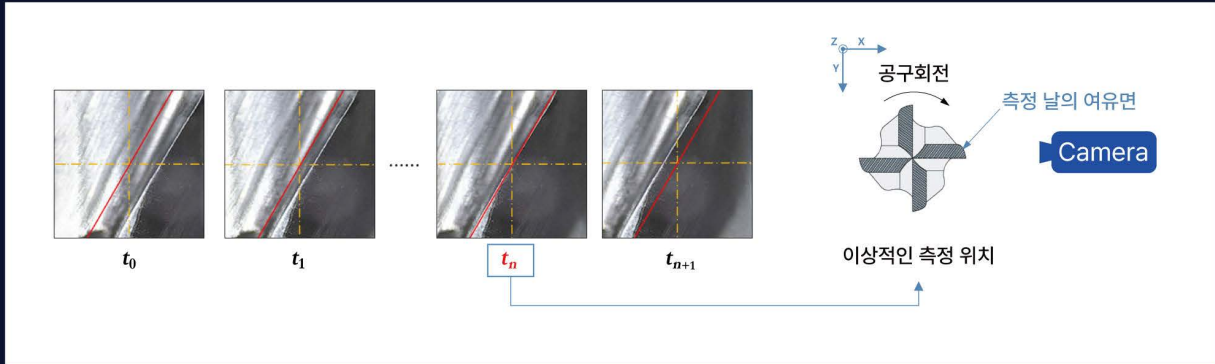 Z
X
Y
공구회전
측정 날의 여유면
Camera
......
t₀
t₁
tₙ
tₙ₊₁
이상적인 측정 위치